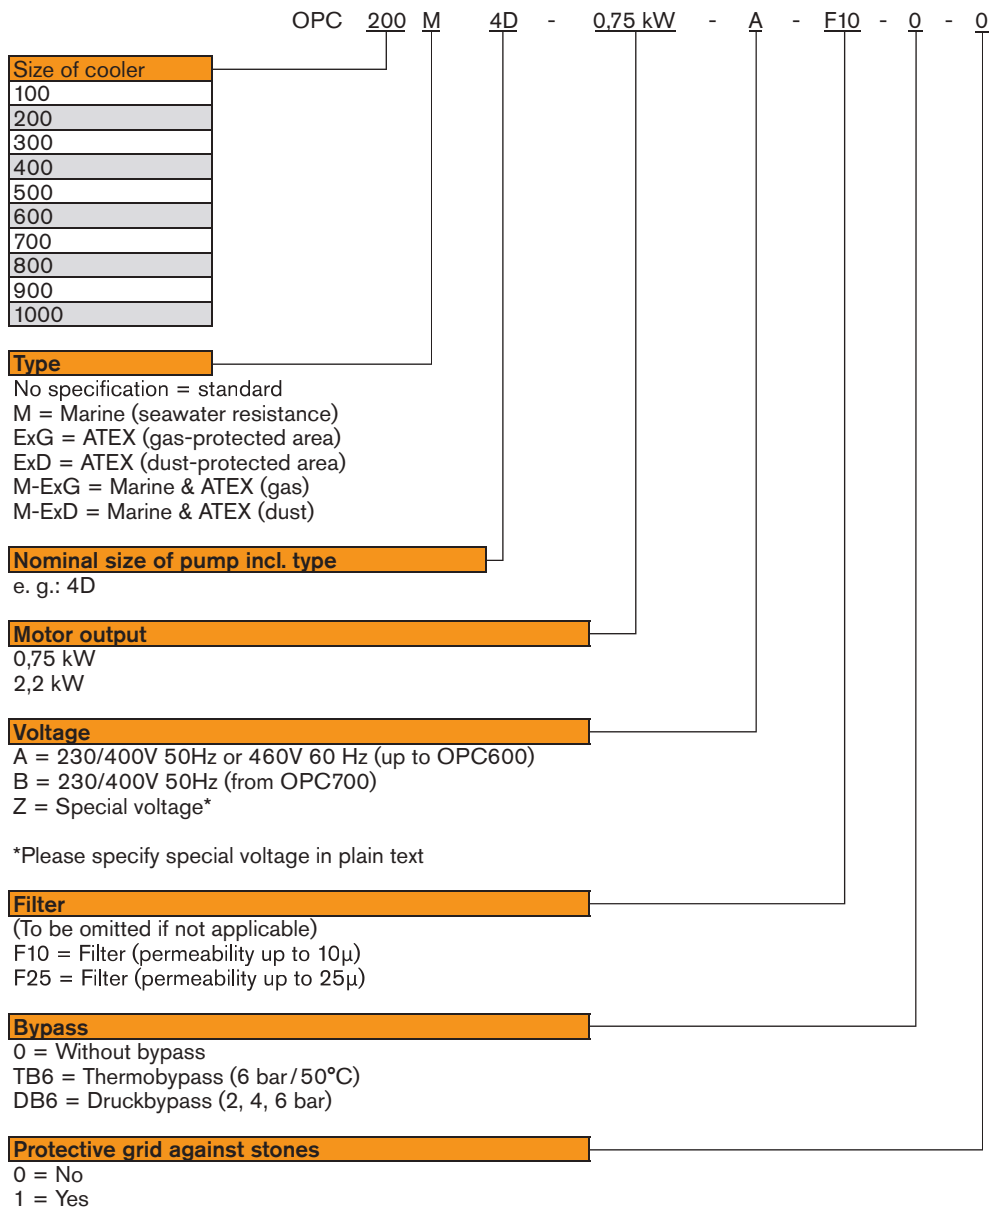 OPC 200 M 4D - 0,75 kW - A - F10 - 0 - 0
Size of cooler
100
200
300
400
500
600
700
800
900
1000
Type
No specification = standard
M = Marine (seawater resistance)
ExG = ATEX (gas-protected area)
ExD = ATEX (dust-protected area)
M-ExG = Marine & ATEX (gas)
M-ExD = Marine & ATEX (dust)
Nominal size of pump incl. type
e. g.: 4D
Motor output
0,75 kW
2,2 kW
Voltage
A = 230/400V 50Hz or 460V 60 Hz (up to OPC600)
B = 230/400V 50Hz (from OPC700)
Z = Special voltage*
*Please specify special voltage in plain text
Filter
(To be omitted if not applicable)
F10 = Filter (permeability up to 10μ)
F25 = Filter (permeability up to 25μ)
Bypass
0 = Without bypass
TB6 = Thermobypass (6 bar/50°C)
DB6 = Druckbypass (2, 4, 6 bar)
Protective grid against stones
0 = No
1 = Yes